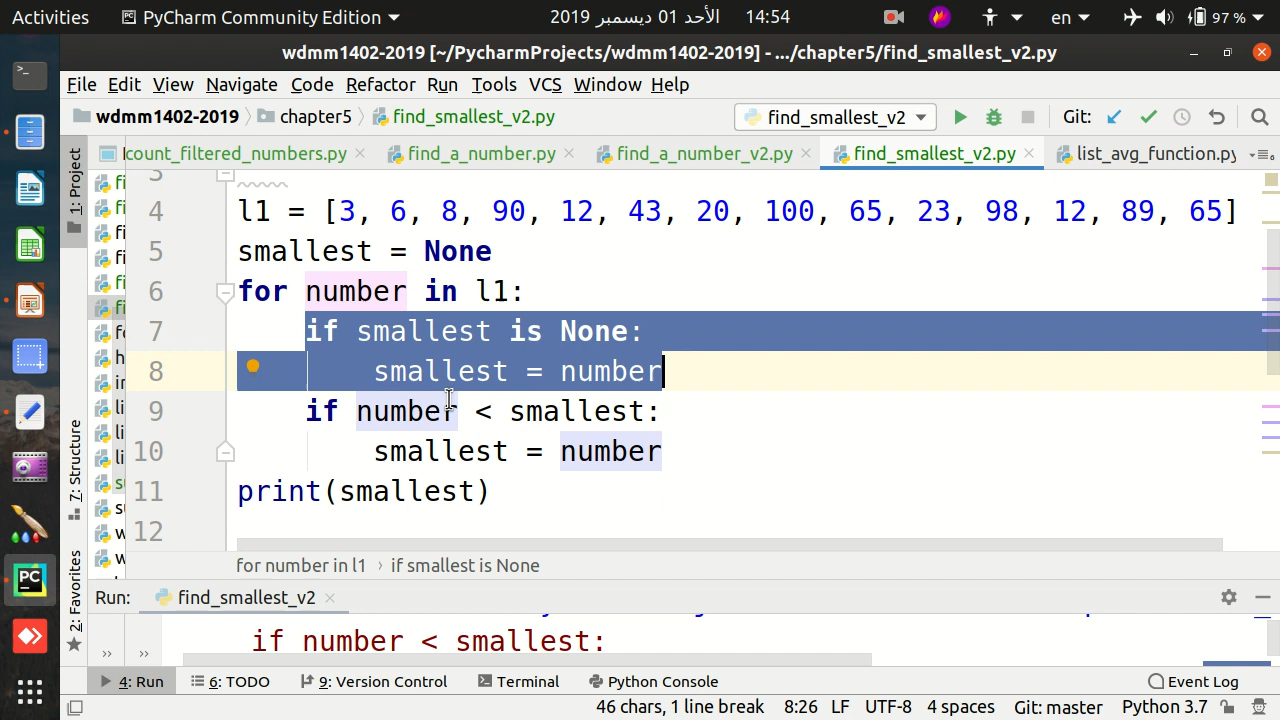 Activities PyCharm Community Edition الأحد 01 ديسمبر 2019 14:54 en 97 %
wdmm1402-2019 [~/PycharmProjects/wdmm1402-2019] - .../chapter5/find_smallest_v2.py
File Edit View Navigate Code Refactor Run Tools VCS Window Help
wdmm1402-2019 chapter5 find_smallest_v2.py find_smallest_v2 Git:
count_filtered_numbers.py find_a_number.py find_a_number_v2.py find_smallest_v2.py list_avg_function.py
1: Project
7: Structure
2: Favorites
3
4 l1 = [3, 6, 8, 90, 12, 43, 20, 100, 65, 23, 98, 12, 89, 65]
5 smallest = None
6 for number in l1:
7 if smallest is None:
8 smallest = number
9 if number < smallest:
10 smallest = number
11 print(smallest)
12
for number in l1 › if smallest is None
Run: find_smallest_v2
if number < smallest:
4: Run 6: TODO 9: Version Control Terminal Python Console Event Log
46 chars, 1 line break 8:26 LF UTF-8 4 spaces Git: master Python 3.7